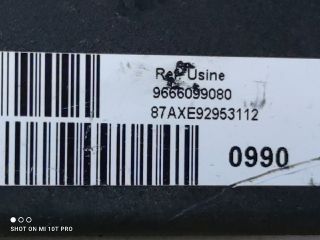 Ref Usine
9666099080
87AXE92953112
0990
SHOT ON MI 10T PRO